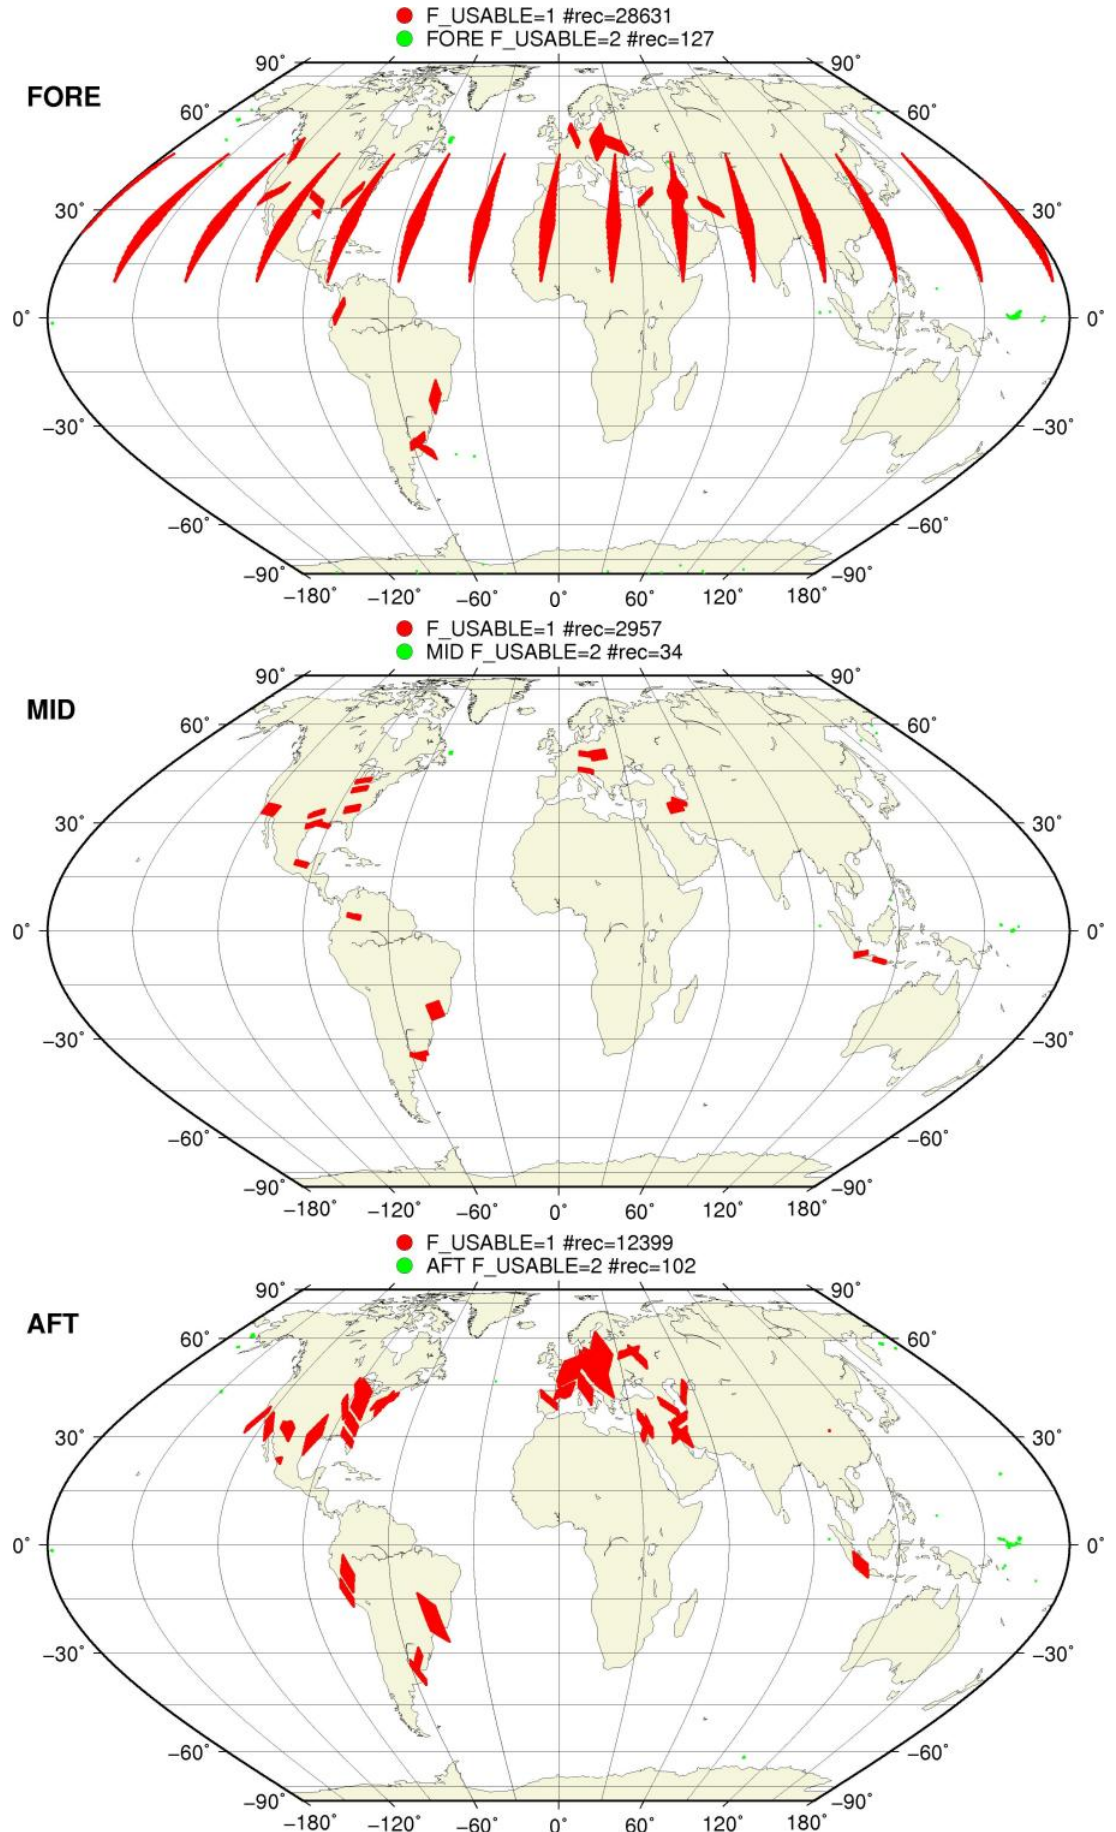 F_USABLE=1 #rec=28631
FORE F_USABLE=2 #rec=127
FORE
90˚ 90˚
60˚ 60˚
30˚ 30˚
0˚ 0˚
−30˚ −30˚
−60˚ −60˚
−90˚ −90˚
−180˚ −120˚ −60˚ 0˚ 60˚ 120˚ 180˚
F_USABLE=1 #rec=2957
MID F_USABLE=2 #rec=34
MID
90˚ 90˚
60˚ 60˚
30˚ 30˚
0˚ 0˚
−30˚ −30˚
−60˚ −60˚
−90˚ −90˚
−180˚ −120˚ −60˚ 0˚ 60˚ 120˚ 180˚
F_USABLE=1 #rec=12399
AFT F_USABLE=2 #rec=102
AFT
90˚ 90˚
60˚ 60˚
30˚ 30˚
0˚ 0˚
−30˚ −30˚
−60˚ −60˚
−90˚ −90˚
−180˚ −120˚ −60˚ 0˚ 60˚ 120˚ 180˚